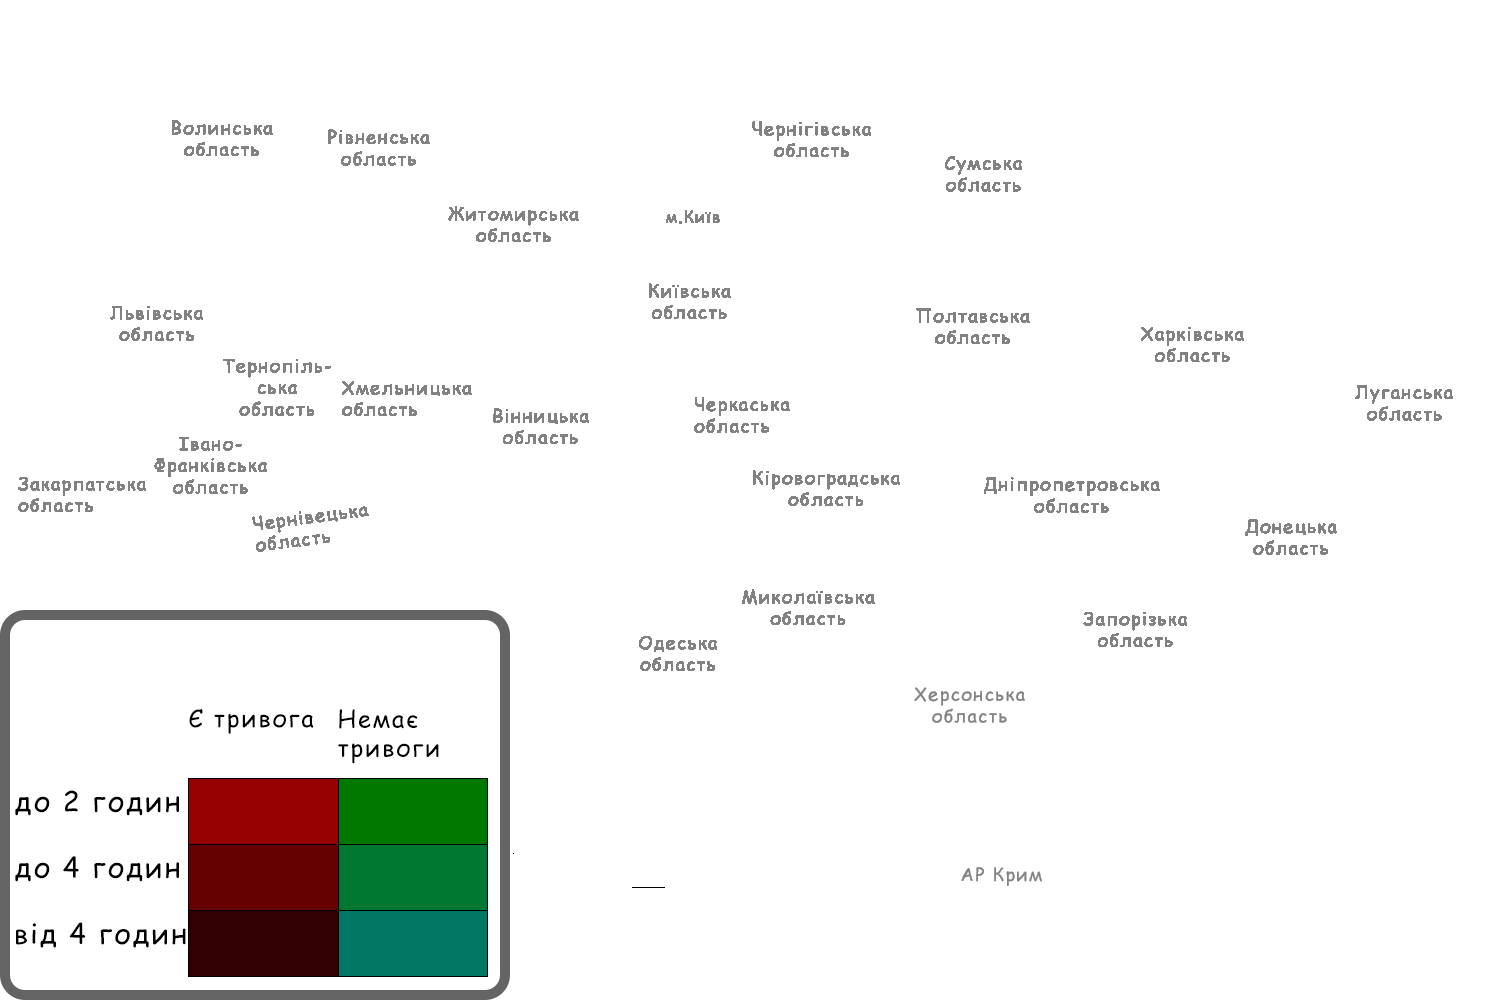 Волинська
область
Рівненська
область
Чернігівська
область
Сумська
область
Житомирська
область
м.Київ
Київська
область
Львівська
область
Полтавська
область
Харківська
область
Тернопіль-
ська
область
Хмельницька
область
Вінницька
область
Черкаська
область
Луганська
область
Івано-
Франківська
область
Закарпатська
область
Чернівецька
область
Кіровоградська
область
Дніпропетровська
область
Донецька
область
Миколаївська
область
Одеська
область
Запорізька
область
Херсонська
область
АР Крим
Є тривога
Немає
тривоги
до 2 годин
до 4 годин
від 4 годин